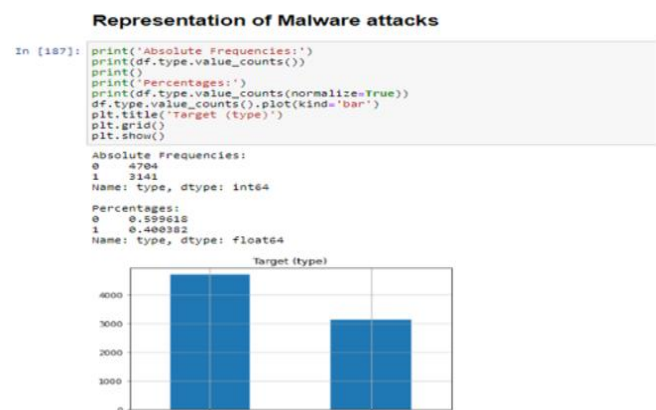 Representation of Malware attacks
In [187]: print('Absolute Frequencies:')
print(df.type.value_counts())
print()
print('Percentages:')
print(df.type.value_counts(normalize=True))
df.type.value_counts().plot(kind='bar')
plt.title('Target (type)')
plt.grid()
plt.show()
Absolute Frequencies:
0 4704
1 3141
Name: type, dtype: int64
Percentages:
0 0.599618
1 0.400382
Name: type, dtype: float64
Target (type)
4000
3000
2000
1000
0